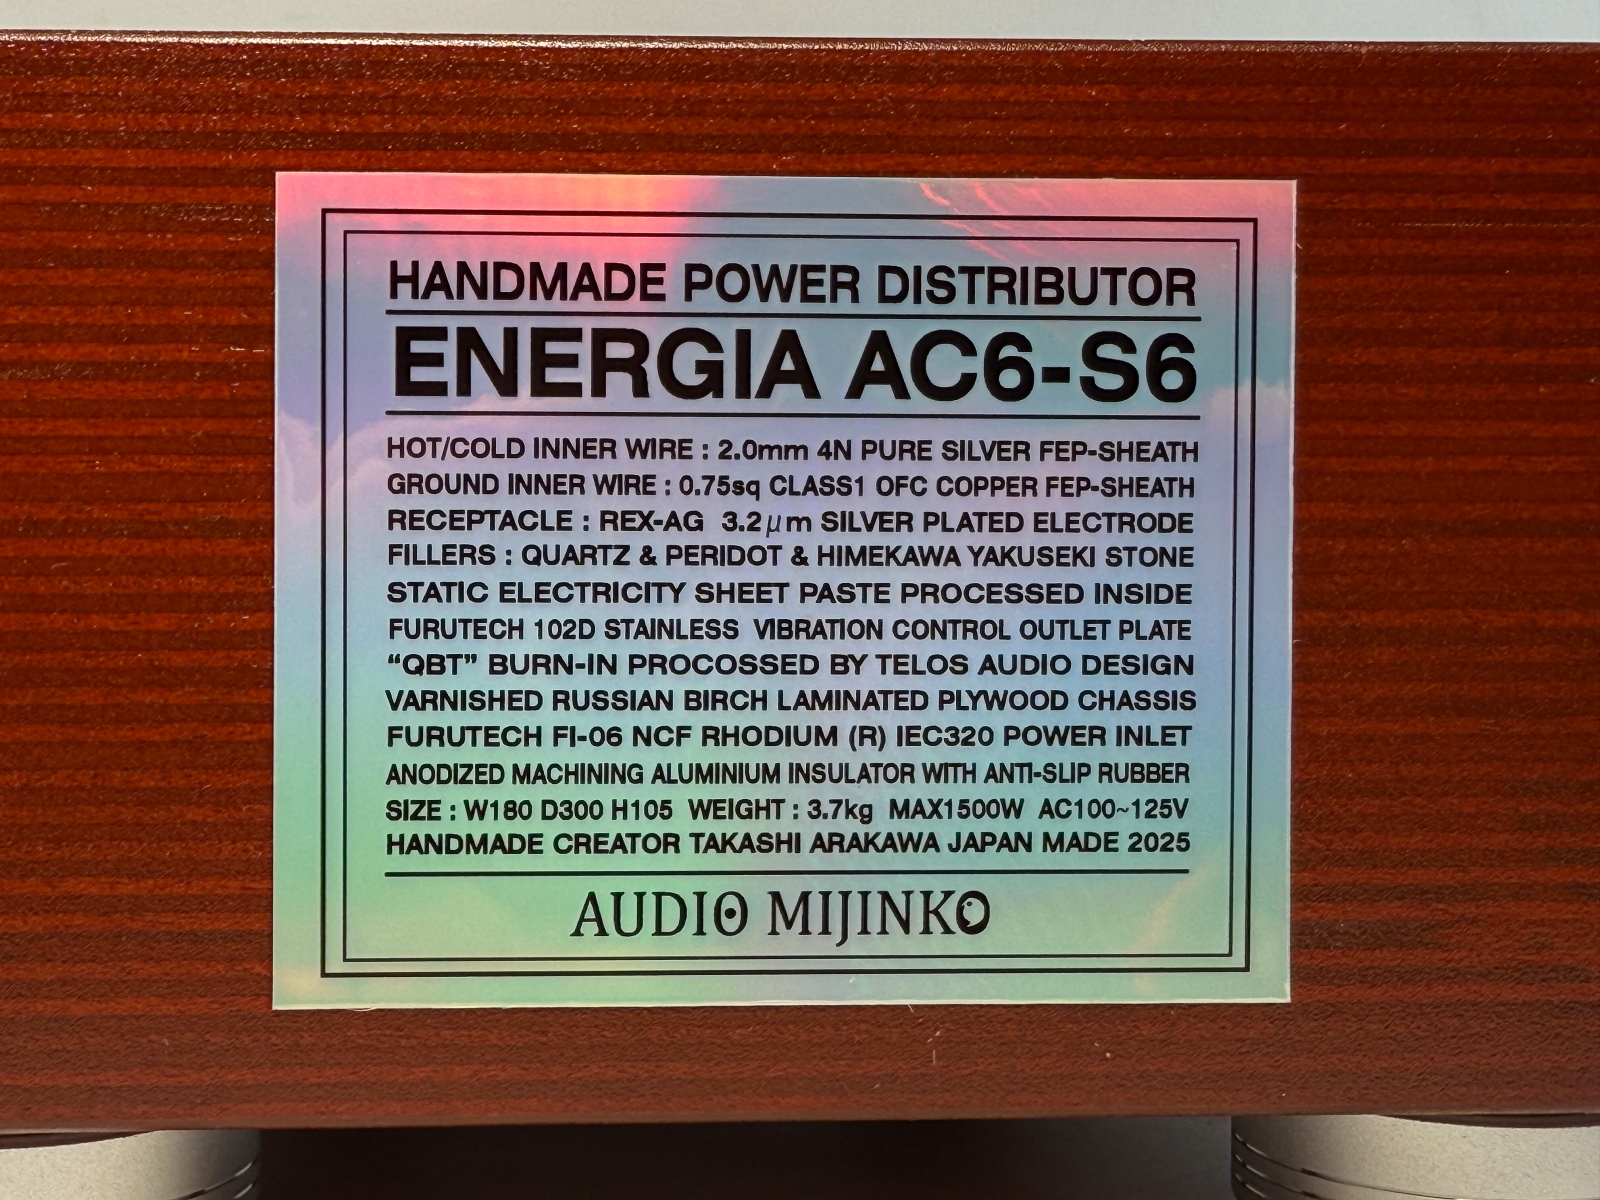 HANDMADE POWER DISTRIBUTOR
ENERGIA AC6-S6
HOT/COLD INNER WIRE : 2.0mm 4N PURE SILVER FEP-SHEATH
GROUND INNER WIRE : 0.75sq CLASS1 OFC COPPER FEP-SHEATH
RECEPTACLE : REX-AG 3.2μm SILVER PLATED ELECTRODE
FILLERS : QUARTZ & PERIDOT & HIMEKAWA YAKUSEKI STONE
STATIC ELECTRICITY SHEET PASTE PROCESSED INSIDE
FURUTECH 102D STAINLESS VIBRATION CONTROL OUTLET PLATE
“QBT” BURN-IN PROCOSSED BY TELOS AUDIO DESIGN
VARNISHED RUSSIAN BIRCH LAMINATED PLYWOOD CHASSIS
FURUTECH FI-06 NCF RHODIUM (R) IEC320 POWER INLET
ANODIZED MACHINING ALUMINIUM INSULATOR WITH ANTI-SLIP RUBBER
SIZE : W180 D300 H105 WEIGHT : 3.7kg MAX1500W AC100~125V
HANDMADE CREATOR TAKASHI ARAKAWA JAPAN MADE 2025
AUDIO MIJINKO